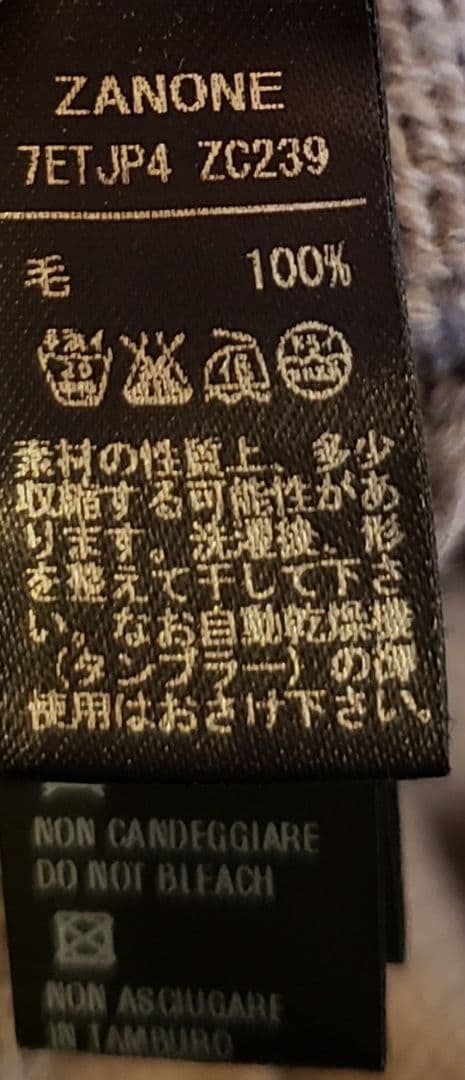 ZANONE
7ETJP4 ZC239
毛 100%
素材の性質上、多少
収縮する可能性があ
ります。洗濯後、形
を整えて干して下さ
い。なお自動乾燥機
(タンブラー)の御
使用はおさけ下さい。
NON CANDEGGIARE
DO NOT BLEACH
NON ASCIUGARE
IN TAMBURO